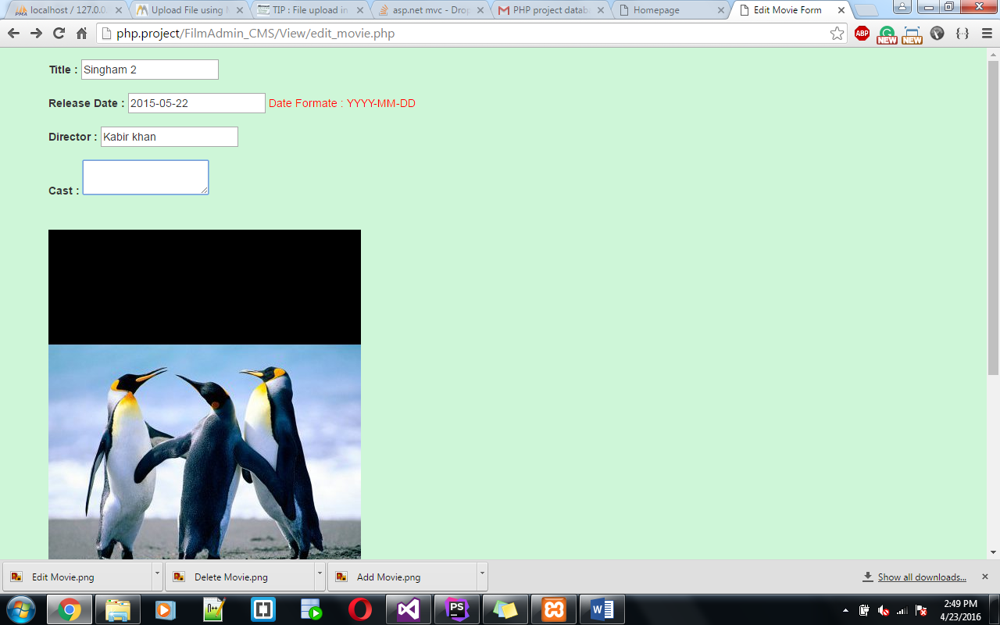 localhost / 127.0.0.
Upload File using M
TIP : File upload in
asp.net mvc - Drop
PHP project datab
Homepage
Edit Movie Form
php.project/FilmAdmin_CMS/View/edit_movie.php
ABP
NEW
NEW
Title : Singham 2
Release Date : 2015-05-22 Date Formate : YYYY-MM-DD
Director : Kabir khan
Cast :
Edit Movie.png
Delete Movie.png
Add Movie.png
Show all downloads...
2:49 PM
4/23/2016